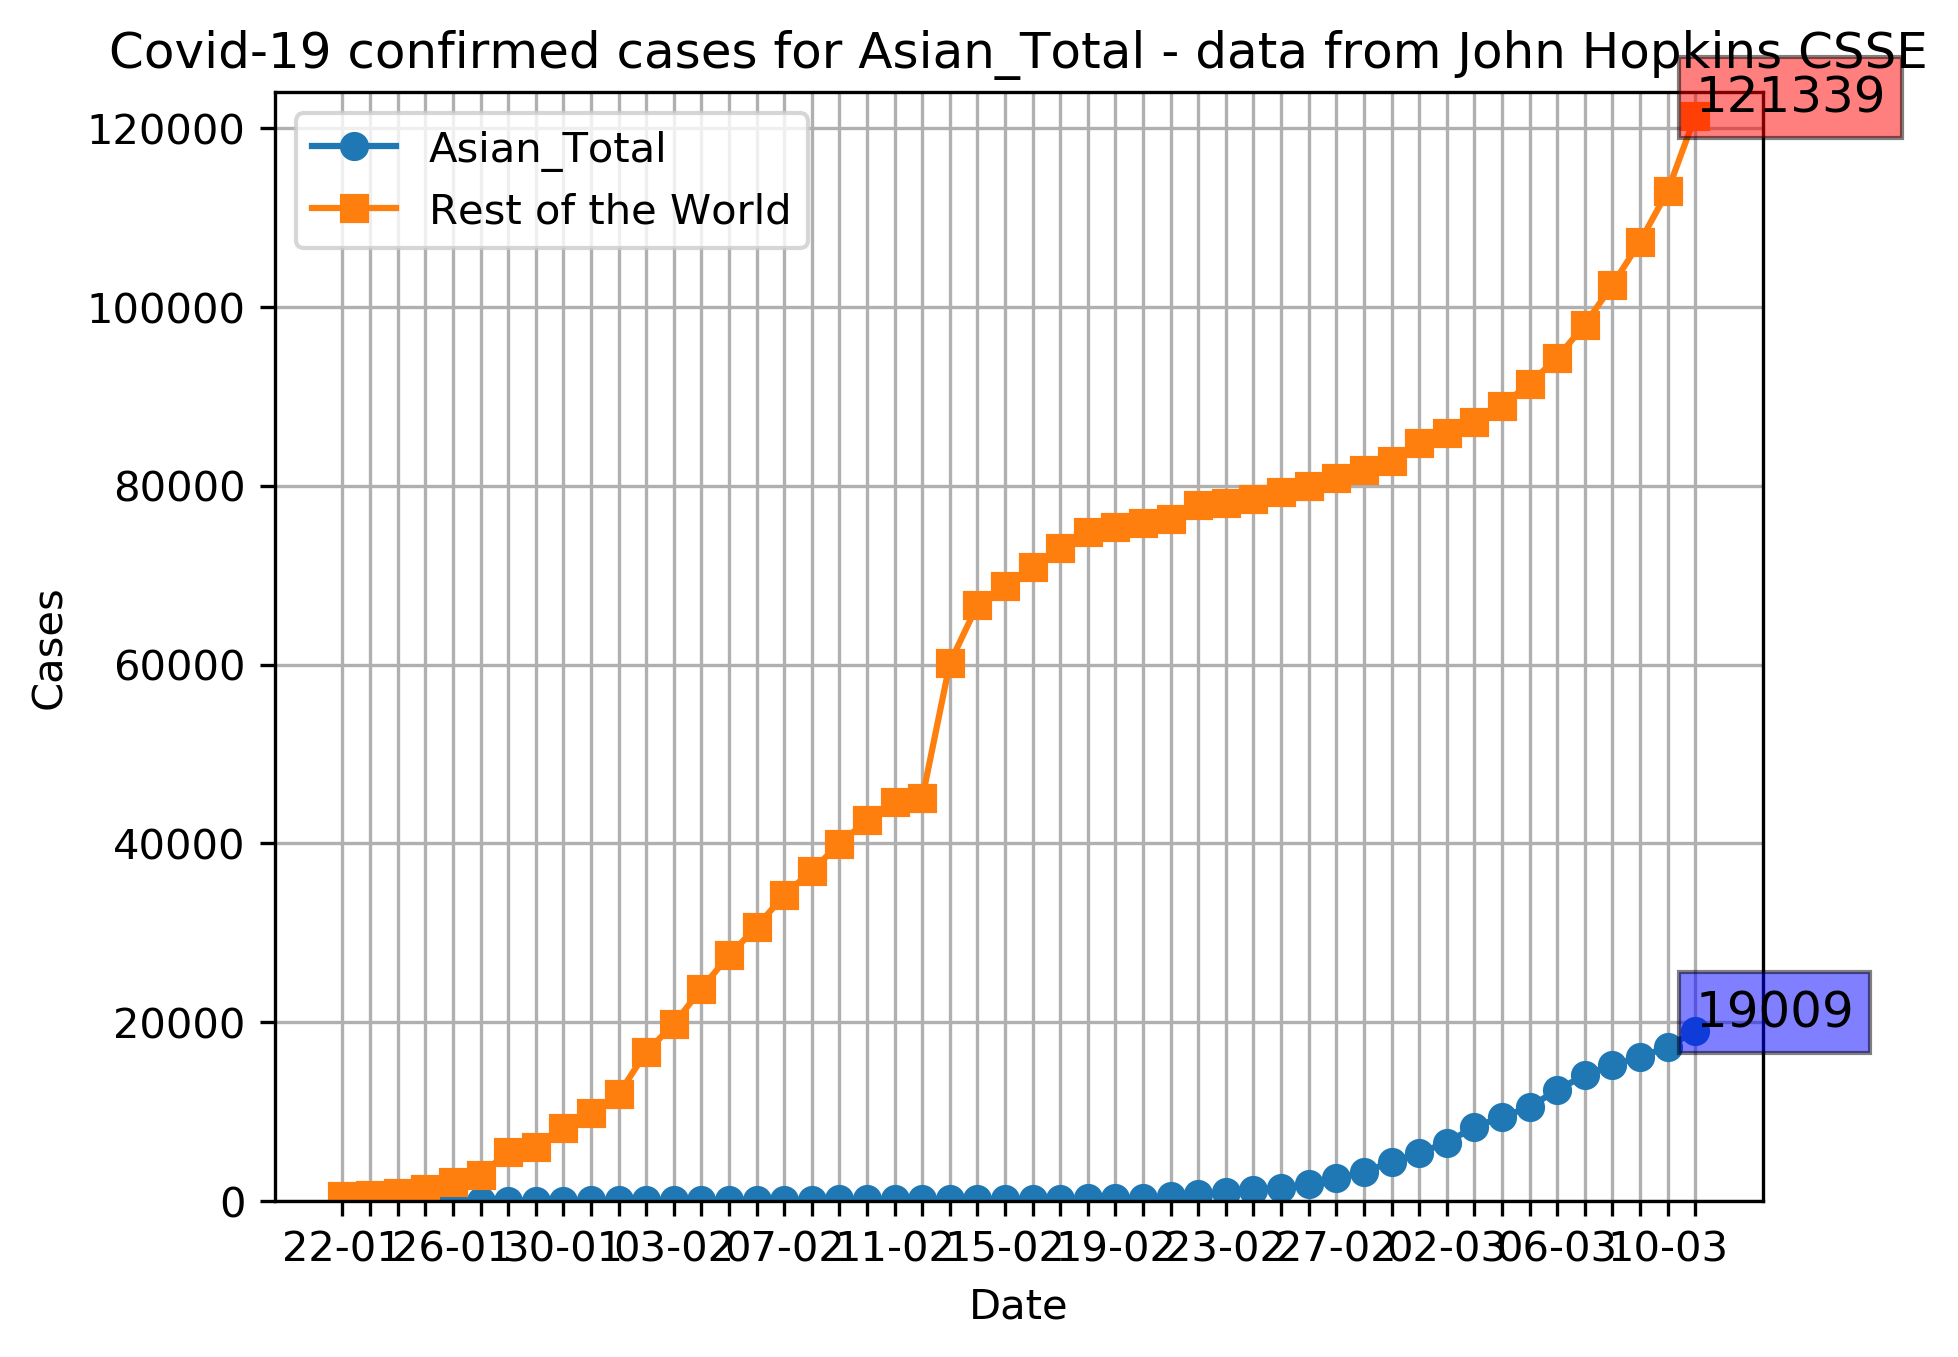 Covid-19 confirmed cases for Asian_Total - data from John Hopkins CSSE
121339
120000
Asian_Total
Rest of the World
100000
80000
Cases
60000
40000
19009
20000
0
22-01 26-01 30-01 03-02 07-02 11-02 15-02 19-02 23-02 27-02 02-03 06-03 10-03
Date